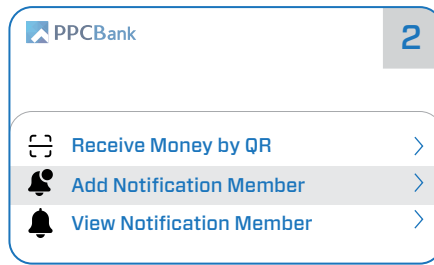 PPCBank
2
Receive Money by QR
Add Notification Member
View Notification Member